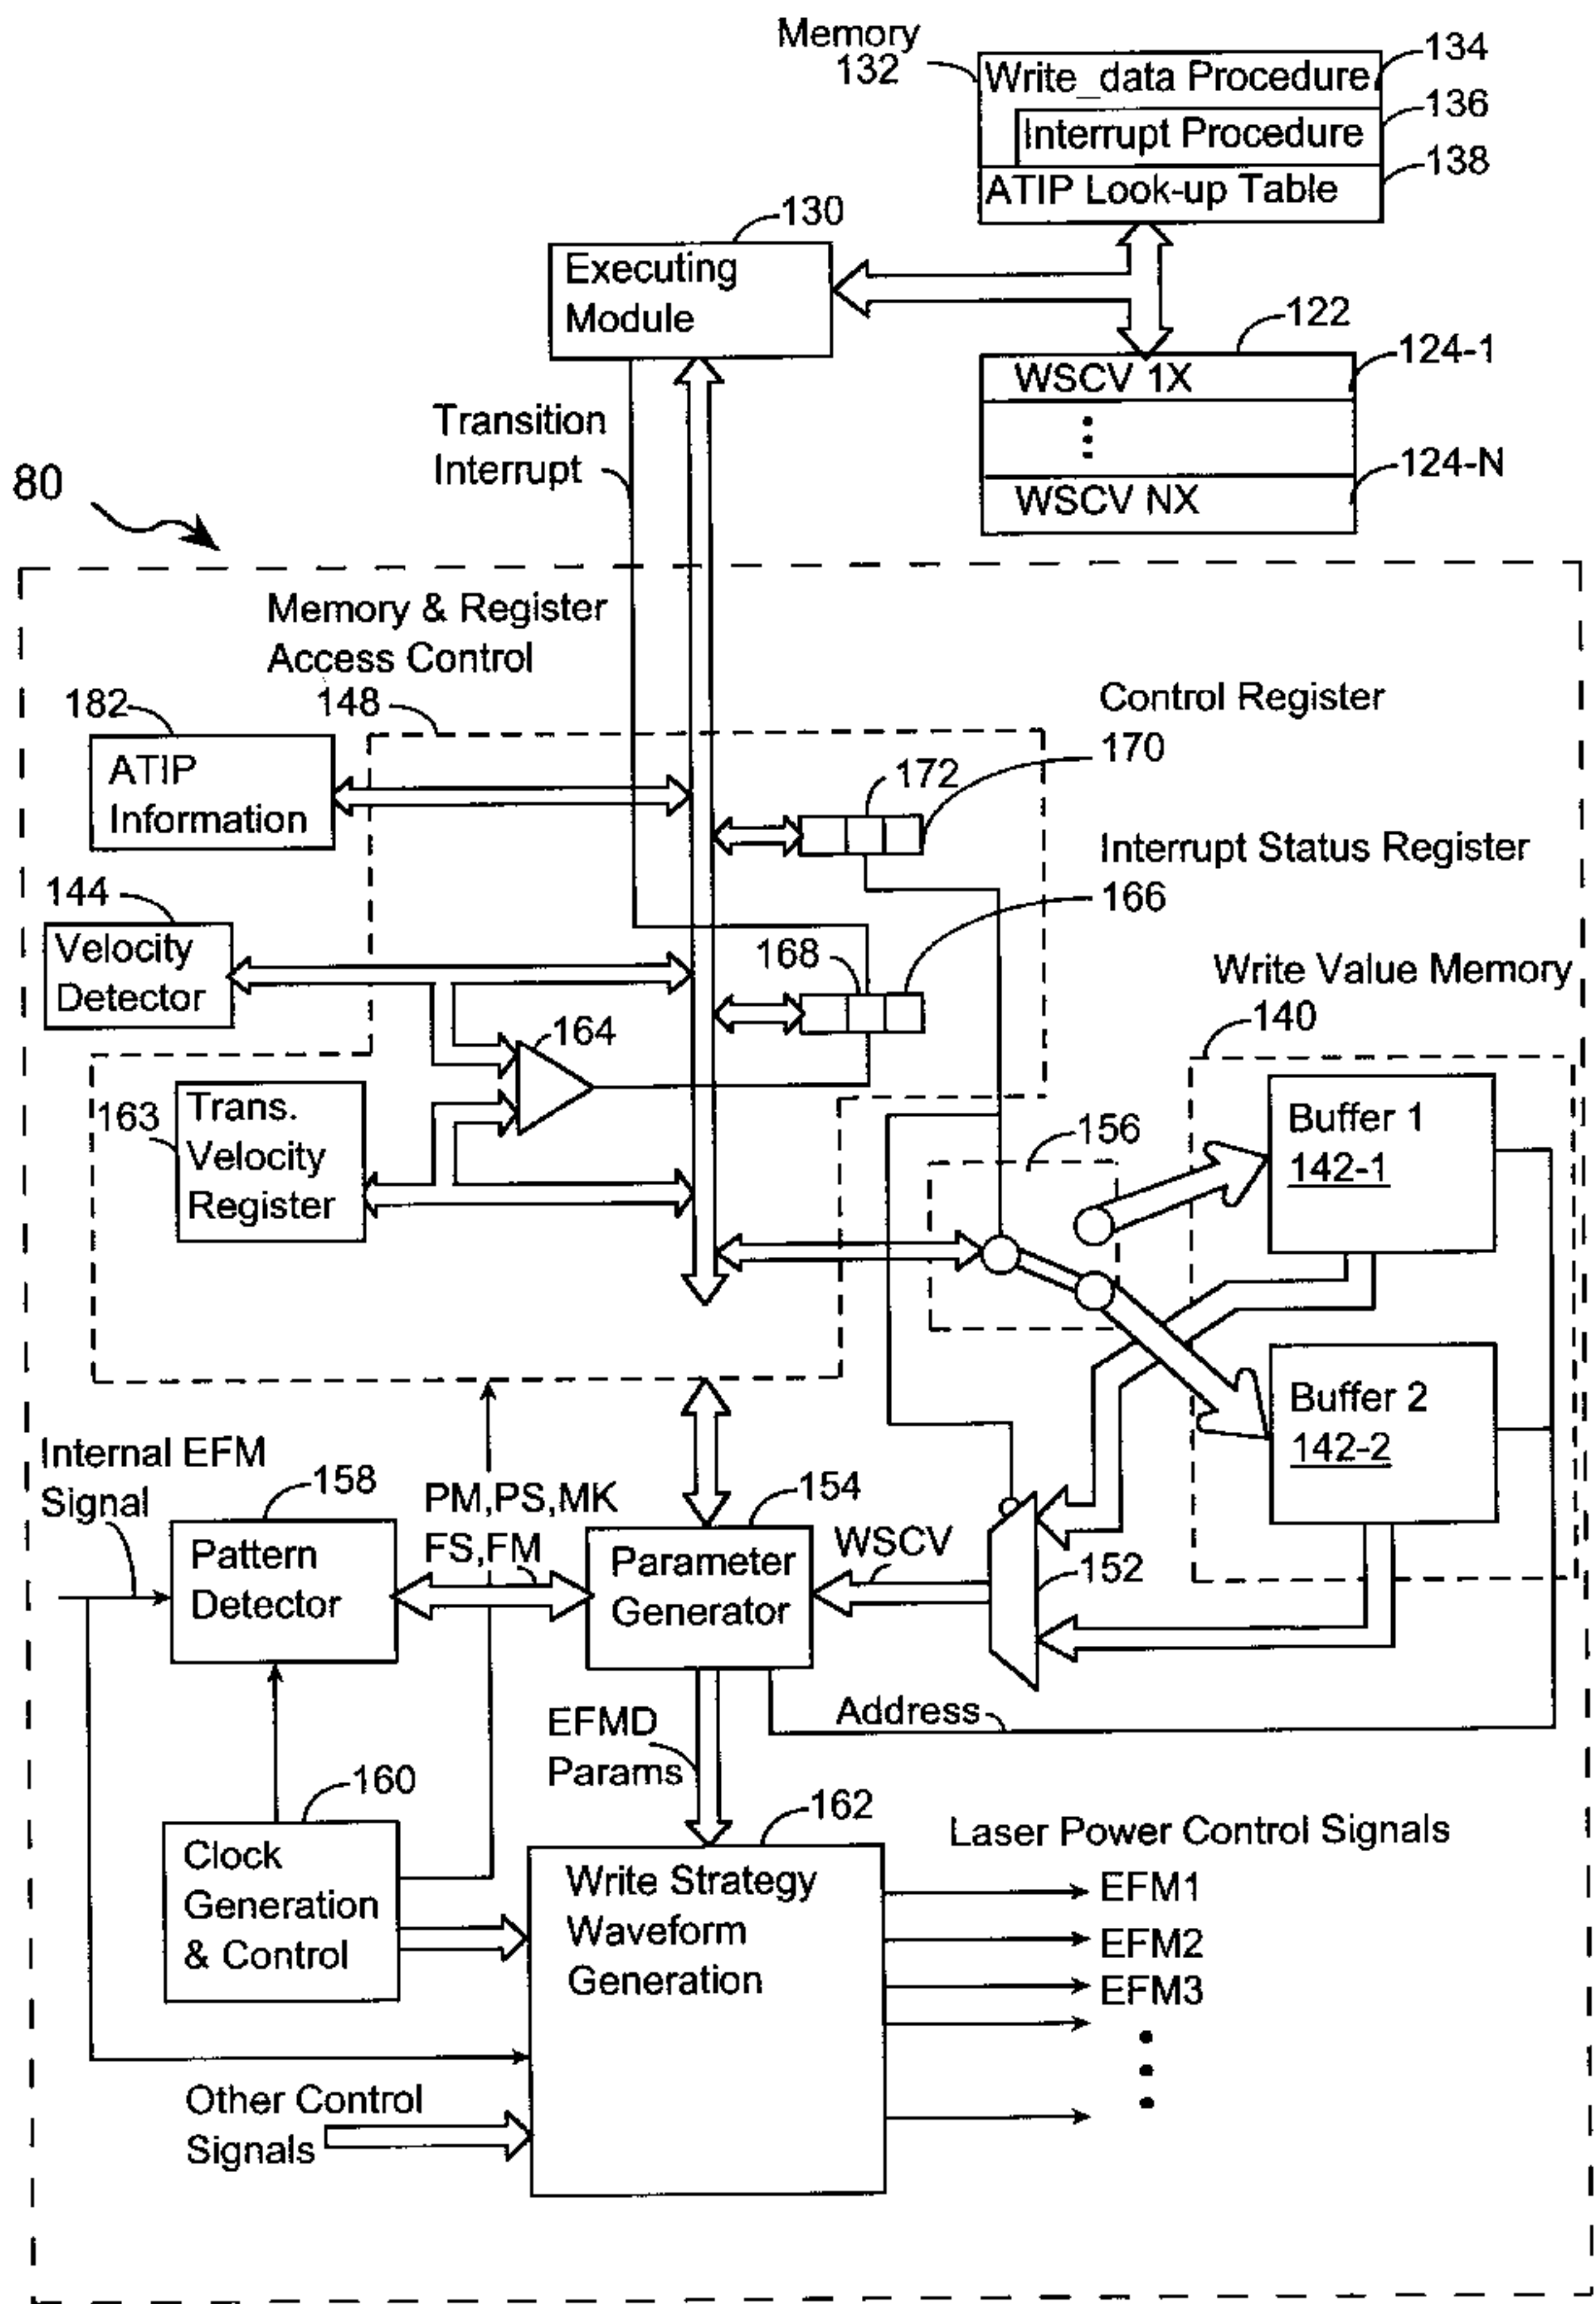 Memory
132
Write_data Procedure
134
Interrupt Procedure
136
ATIP Look-up Table
138
130
Executing
Module
122
WSCV 1X
124-1
WSCV NX
124-N
Transition
Interrupt
80
Memory & Register
Access Control
148
182
ATIP
Information
Control Register
170
172
Interrupt Status Register
166
168
144
Velocity
Detector
164
163
Trans.
Velocity
Register
Write Value Memory
140
156
Buffer 1
142-1
Buffer 2
142-2
Internal EFM
Signal
158
Pattern
Detector
PM,PS,MK
FS,FM
154
Parameter
Generator
WSCV
152
Address
EFMD
Params
160
Clock
Generation
& Control
162
Write Strategy
Waveform
Generation
Laser Power Control Signals
EFM1
EFM2
EFM3
Other Control
Signals